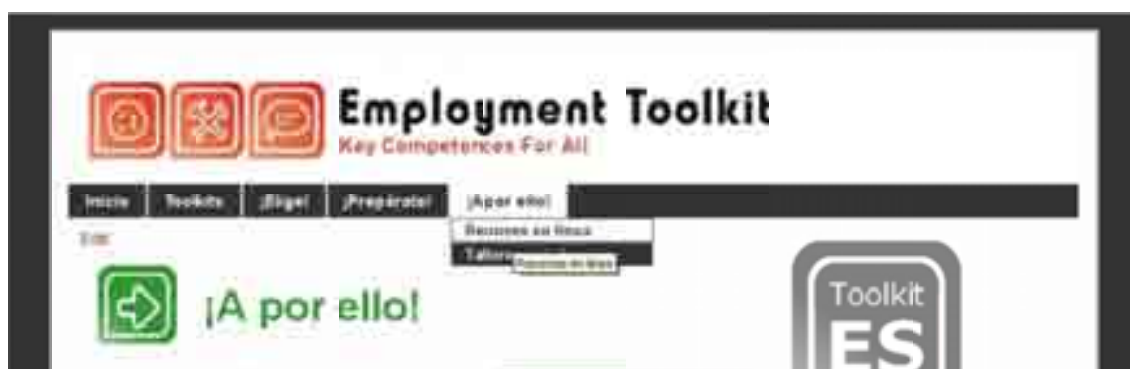 Employment Toolkit
Key Competences For All
Inicio Toolkits ¡Elige! ¡Prepárate! ¡A por ello!
Recursos en línea
¡A por ello!
Toolkit
ES